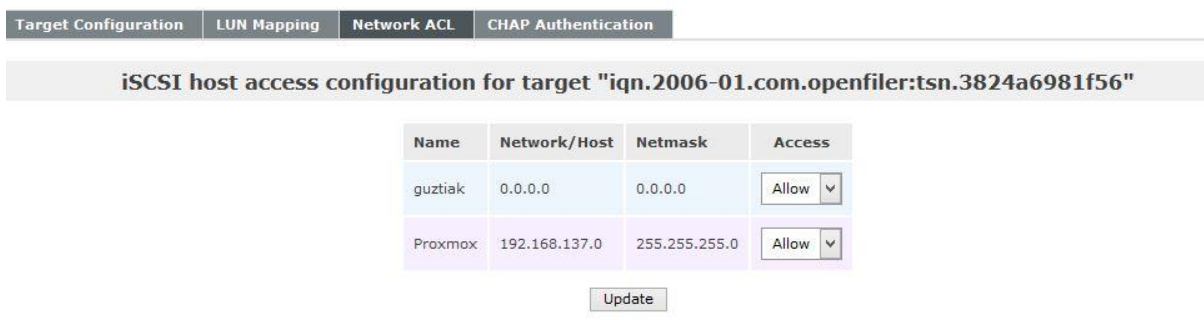 Target Configuration LUN Mapping Network ACL CHAP Authentication
iSCSI host access configuration for target "iqn.2006-01.com.openfiler:tsn.3824a6981f56"
Name Network/Host Netmask Access
guztiak 0.0.0.0 0.0.0.0 Allow
Proxmox 192.168.137.0 255.255.255.0 Allow
Update